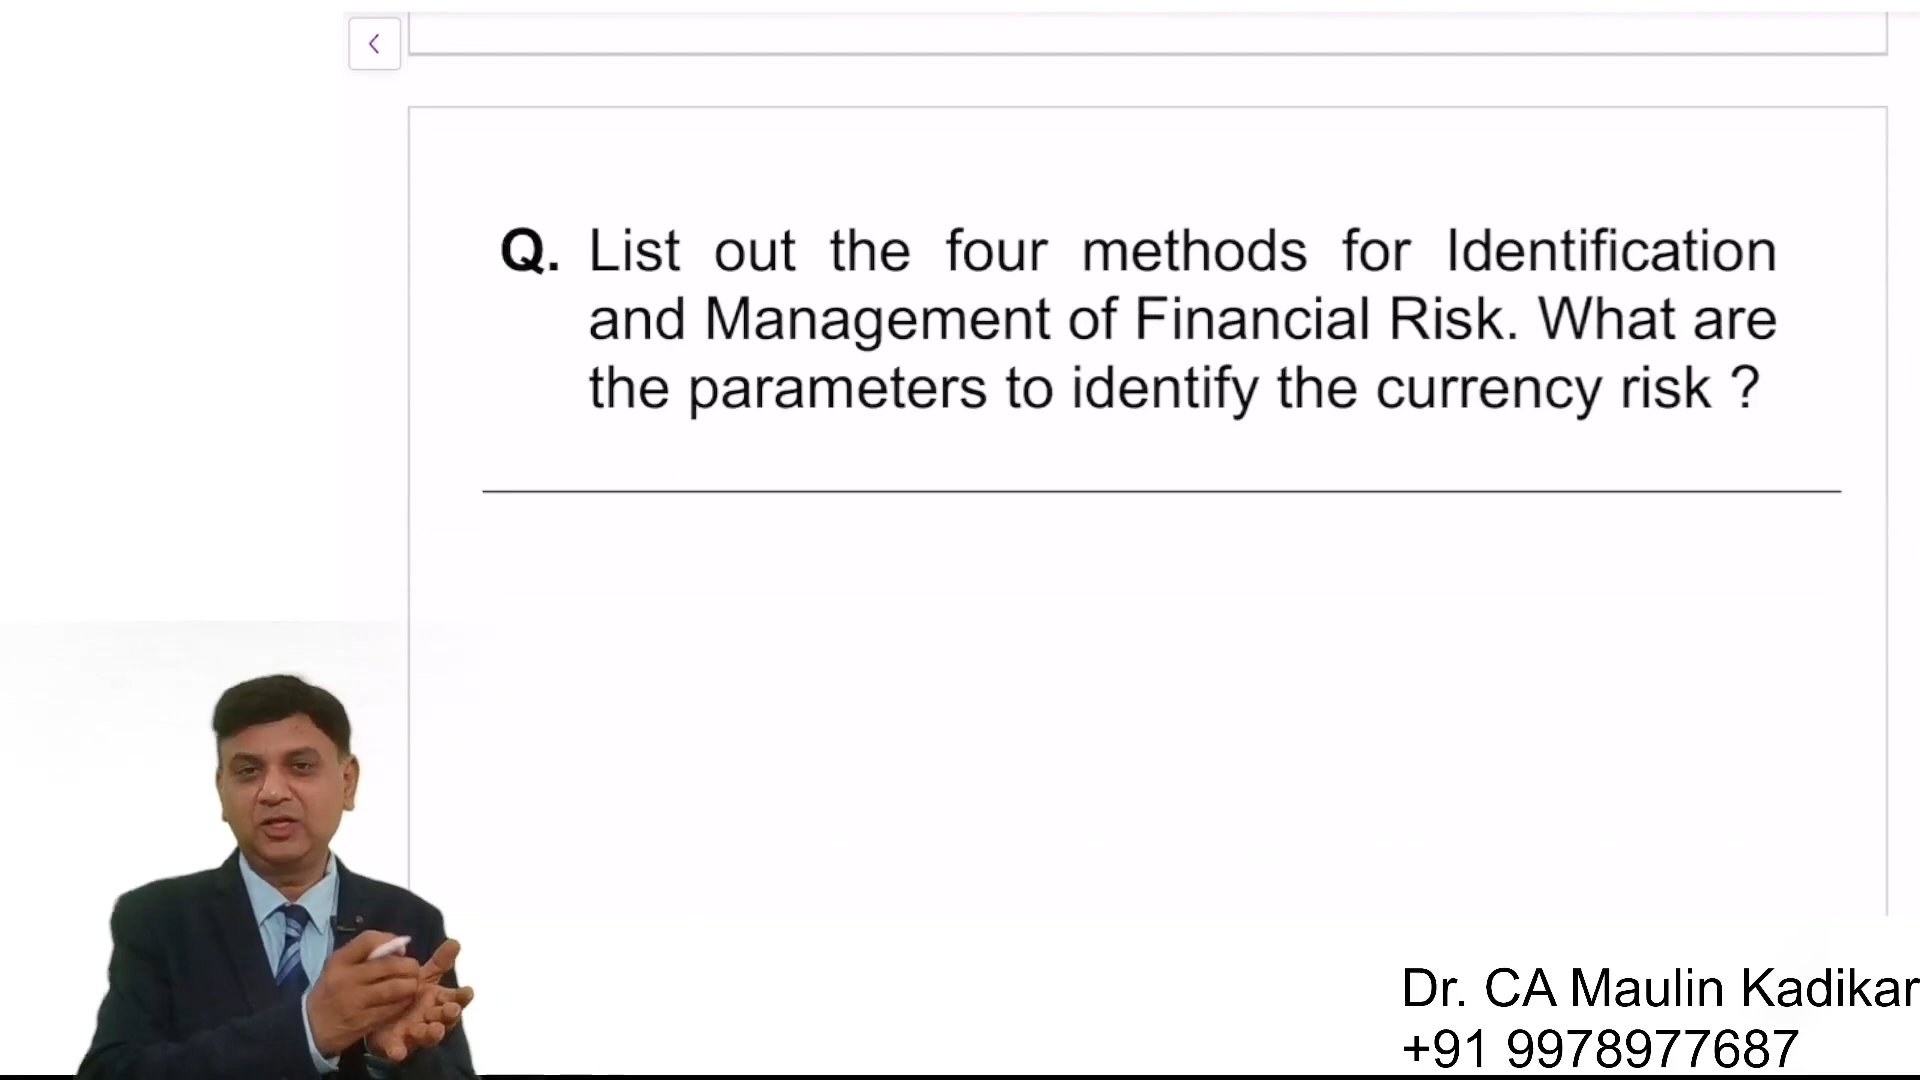 Q. List out the four methods for Identification
and Management of Financial Risk. What are
the parameters to identify the currency risk ?
Dr. CA Maulin Kadikar
+91 9978977687